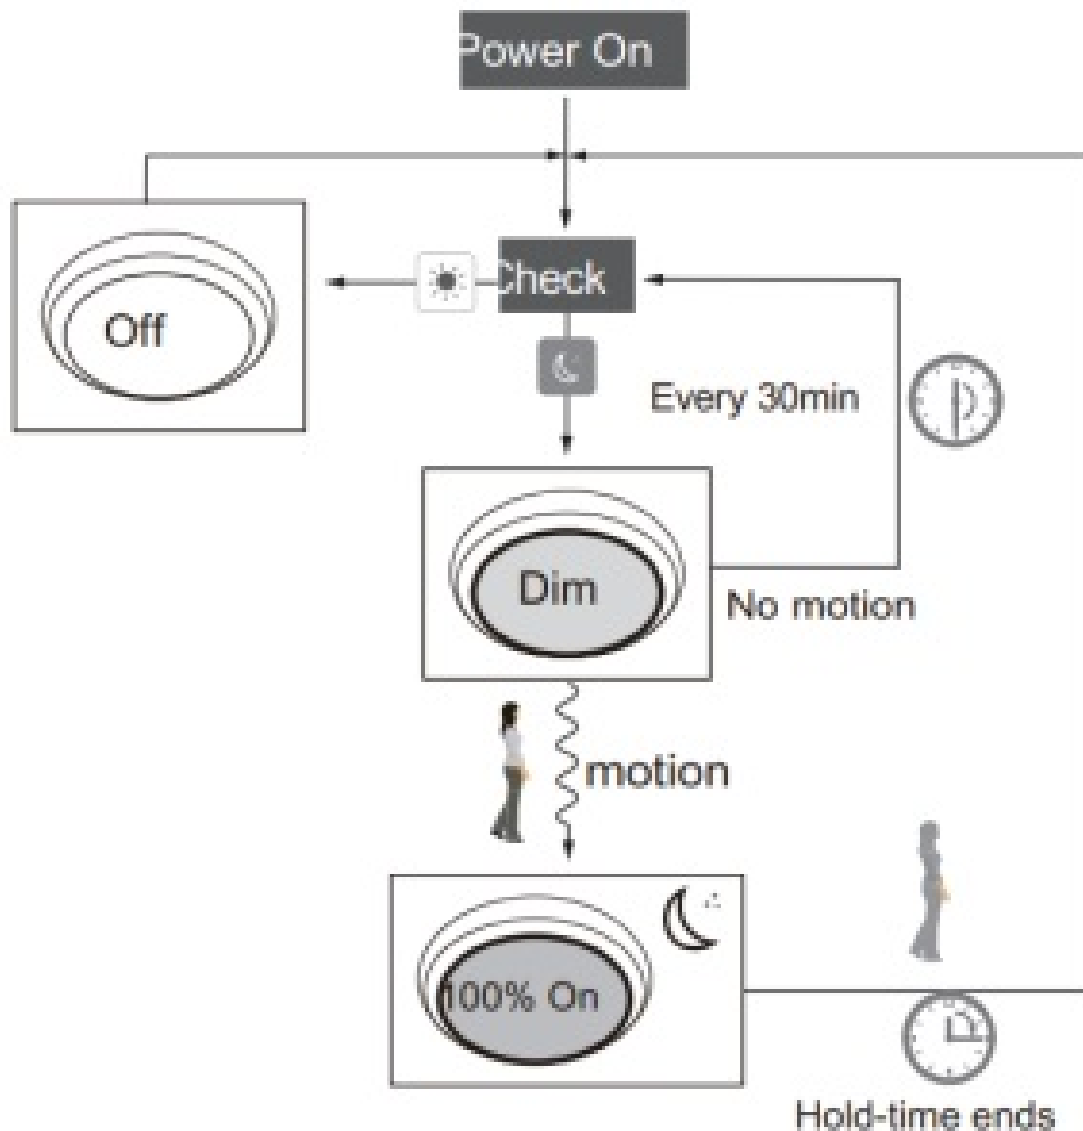 Power On
Check
Off
Every 30min
Dim
No motion
motion
100% On
Hold-time ends